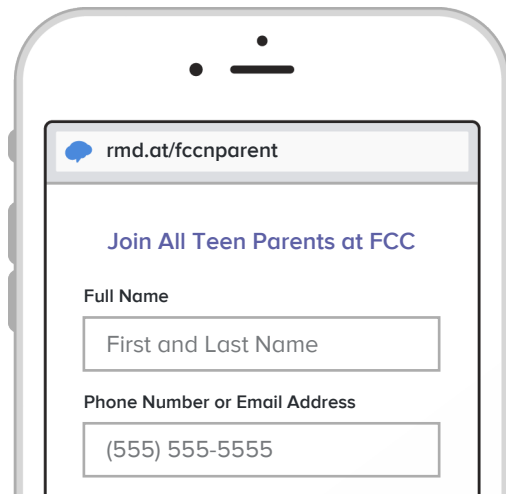 rmd.at/fccnparent
Join All Teen Parents at FCC
Full Name
First and Last Name
Phone Number or Email Address
(555) 555-5555